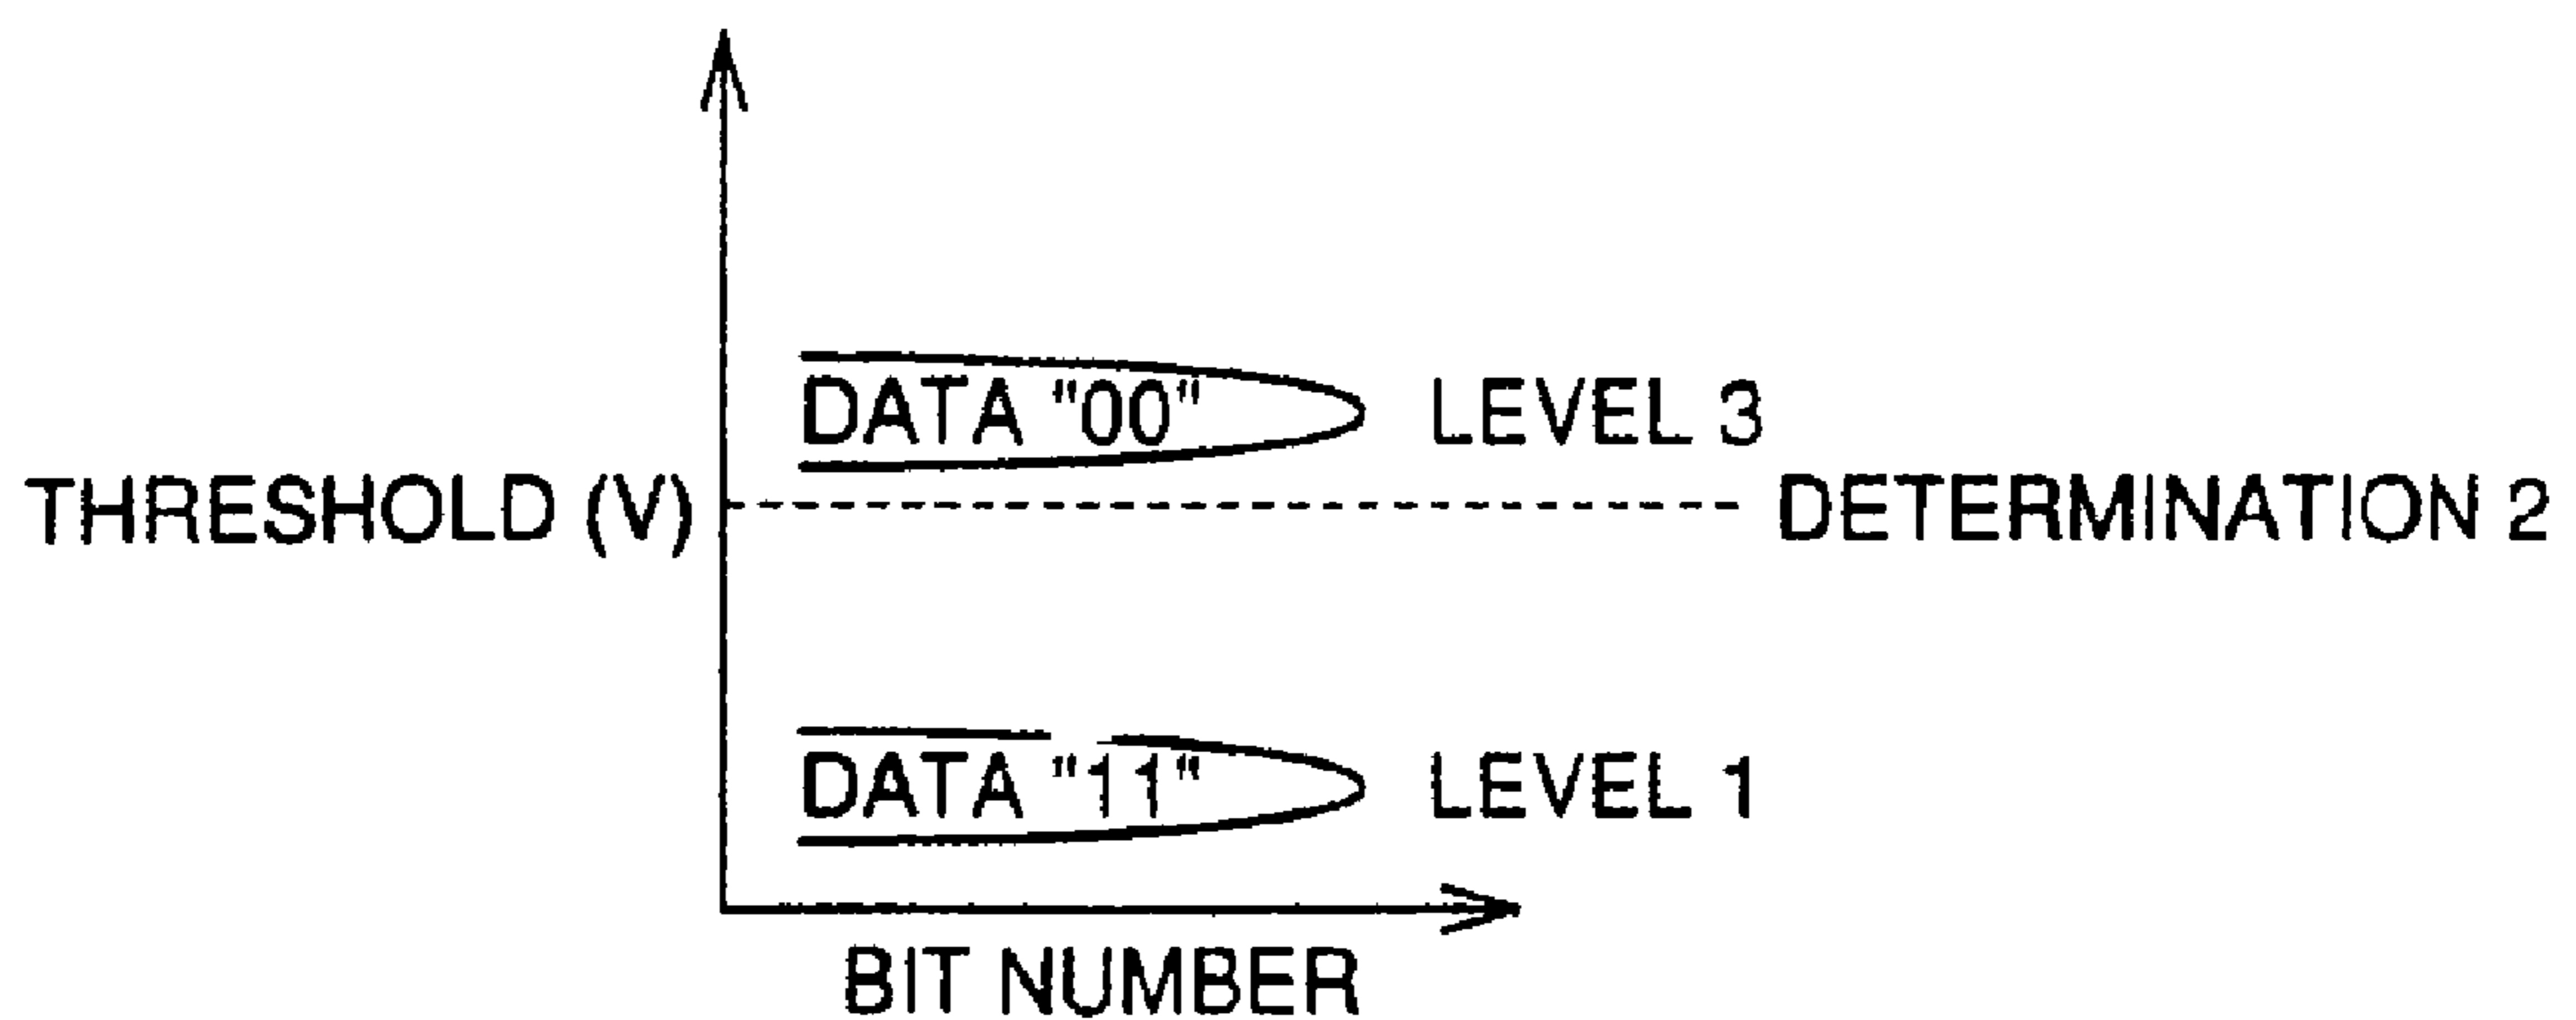 DATA "00" LEVEL 3
THRESHOLD (V) DETERMINATION 2
DATA "11" LEVEL 1
BIT NUMBER